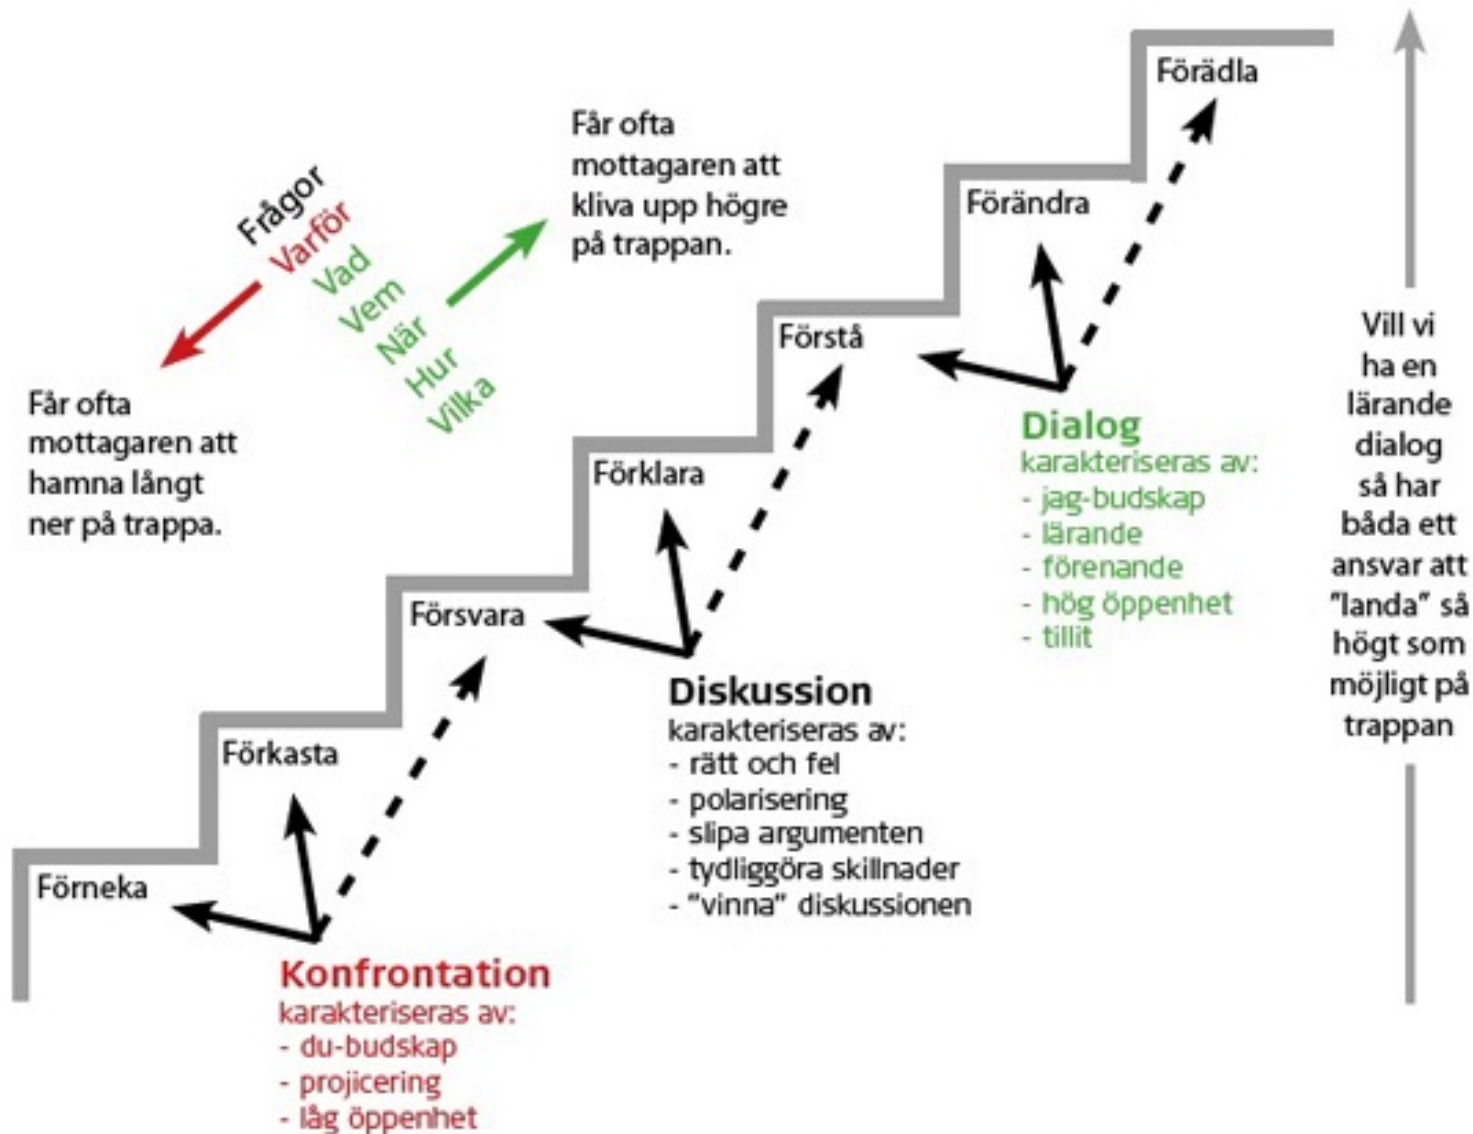 Frågor
Varför
Vad
Vem
När
Hur
Vilka
Får ofta
mottagaren att
kliva upp högre
på trappan.
Får ofta
mottagaren att
hamna långt
ner på trappa.
Förädla
Förändra
Förstå
Förklara
Försvara
Förkasta
Förneka
Dialog
karakteriseras av:
- jag-budskap
- lärande
- förenande
- hög öppenhet
- tillit
Diskussion
karakteriseras av:
- rätt och fel
- polarisering
- slipa argumenten
- tydliggöra skillnader
- "vinna" diskussionen
Konfrontation
karakteriseras av:
- du-budskap
- projicering
- låg öppenhet
Vill vi
ha en
lärande
dialog
så har
båda ett
ansvar att
"landa" så
högt som
möjligt på
trappan